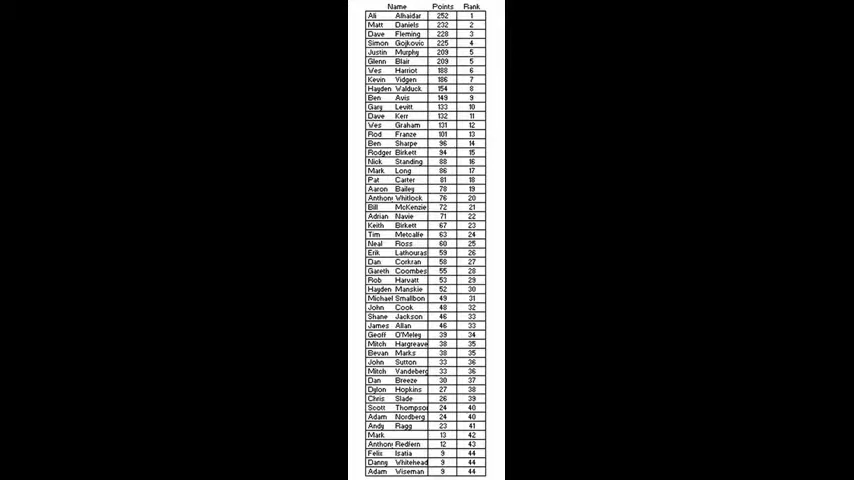 Name Points Rank
Ali Alhaidar 252 1
Matt Daniels 232 2
Dave Fleming 228 3
Simon Gojkovic 225 4
Justin Murphy 209 5
Glenn Blair 209 5
Wes Harriot 188 6
Kevin Vidgen 186 7
Hayden Walduck 154 8
Ben Avis 149 9
Gary Levitt 133 10
Dave Kerr 132 11
Wes Graham 131 12
Rod Franze 101 13
Ben Sharpe 96 14
Rodger Birkett 94 15
Nick Standing 88 16
Mark Long 86 17
Pat Carter 81 18
Aaron Bailey 78 19
Anthony Whitlock 76 20
Bill McKenzie 72 21
Adrian Navie 71 22
Keith Birkett 67 23
Tim Metcalfe 63 24
Neal Ross 60 25
Erik Lathouras 59 26
Dan Corkran 58 27
Gareth Coombes 55 28
Rob Harvatt 53 29
Hayden Manskie 52 30
Michael Smallbon 49 31
John Cook 48 32
Shane Jackson 46 33
James Allan 46 33
Geoff O'Meley 39 34
Mitch Hargreave 38 35
Bevan Marks 38 35
John Sutton 33 36
Mitch Vandeberg 33 36
Dan Breeze 30 37
Dylon Hopkins 27 38
Chris Slade 26 39
Scott Thompson 24 40
Adam Nordberg 24 40
Andy Ragg 23 41
Mark 13 42
Anthony Redfern 12 43
Felix Isatia 9 44
Danny Whitehead 9 44
Adam Wiseman 9 44